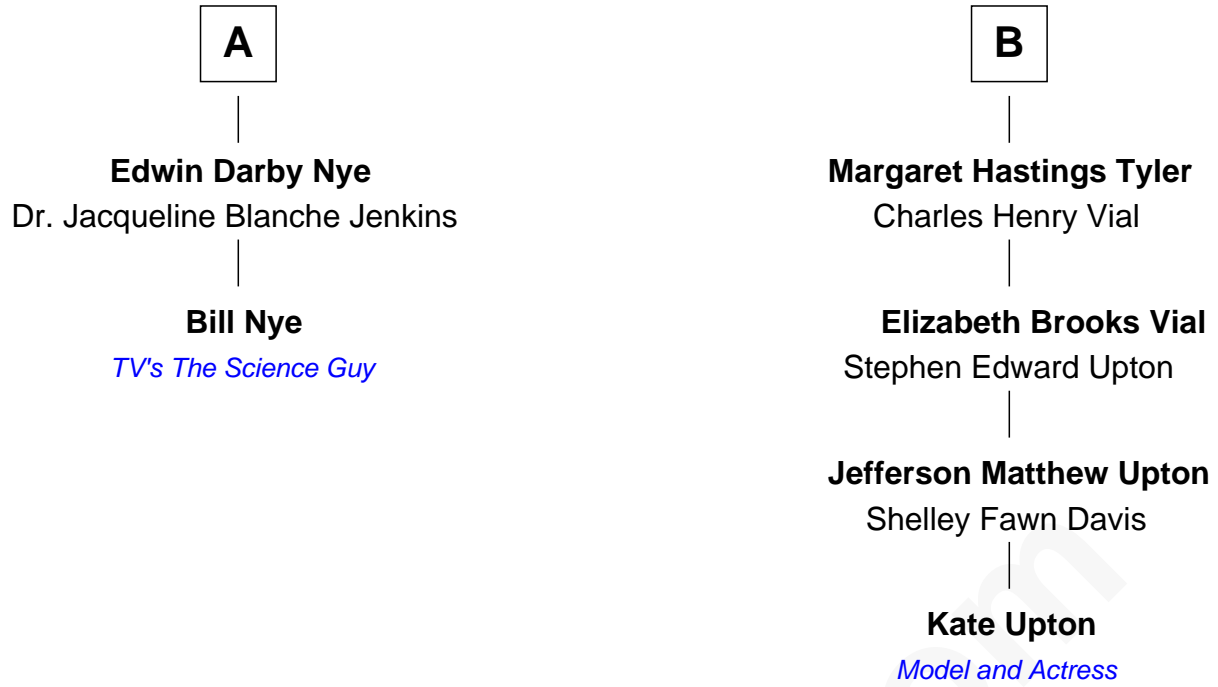 A
Edwin Darby Nye
Dr. Jacqueline Blanche Jenkins
Bill Nye
TV's The Science Guy
B
Margaret Hastings Tyler
Charles Henry Vial
Elizabeth Brooks Vial
Stephen Edward Upton
Jefferson Matthew Upton
Shelley Fawn Davis
Kate Upton
Model and Actress